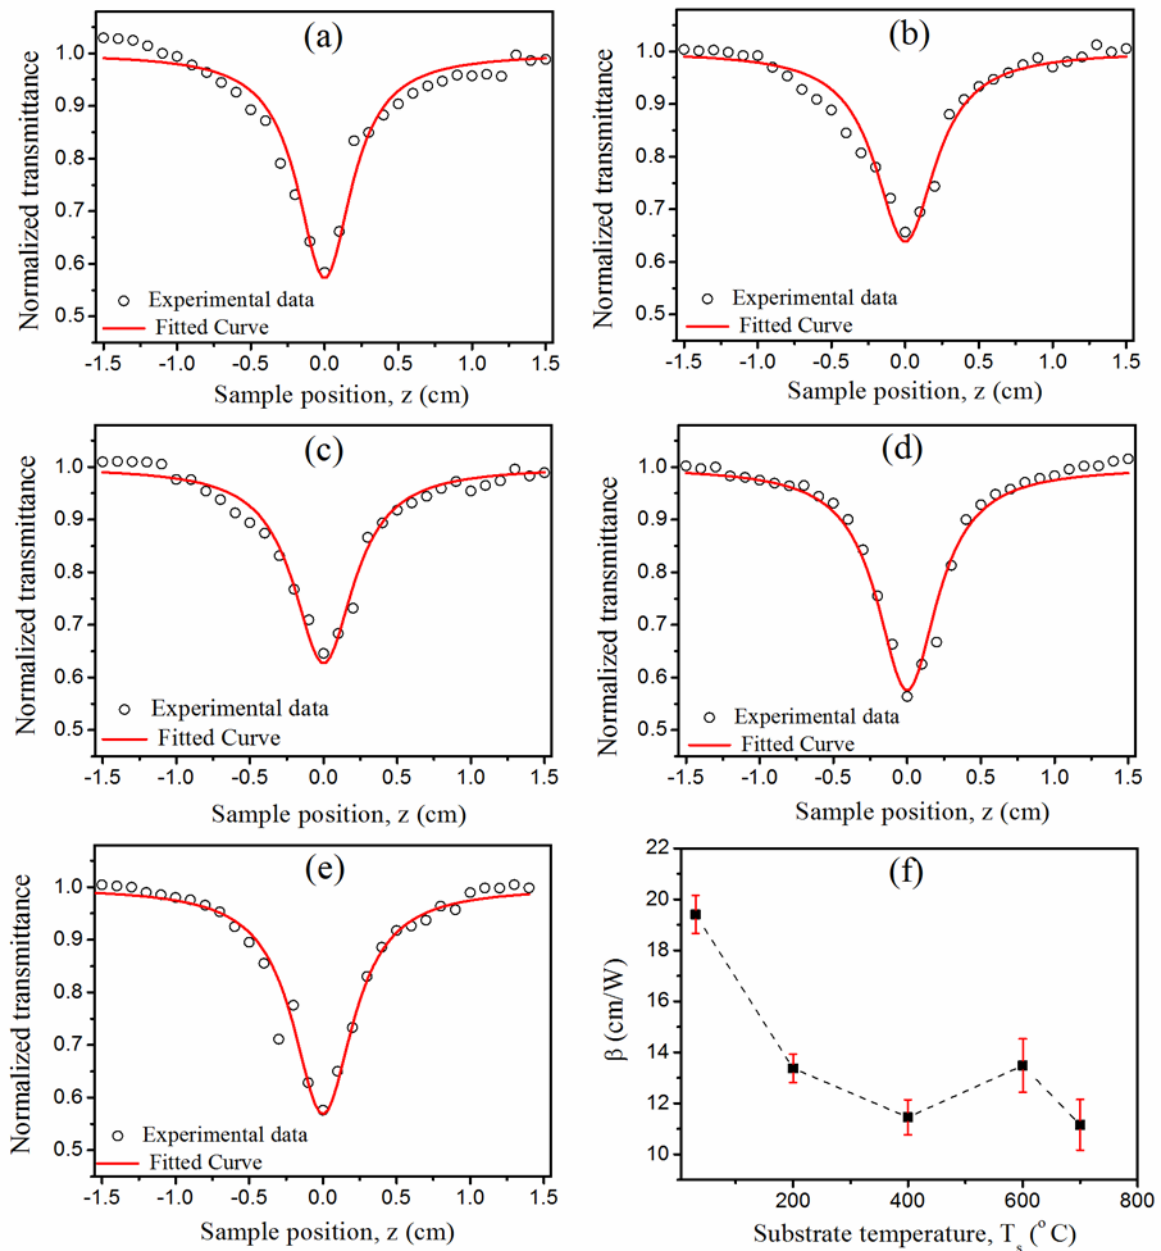 (a)
Normalized transmittance
1.0
0.9
0.8
0.7
0.6
0.5
Experimental data
Fitted Curve
-1.5 -1.0 -0.5 0.0 0.5 1.0 1.5
Sample position, z (cm)
(b)
Normalized transmittance
1.0
0.9
0.8
0.7
0.6
0.5
Experimental data
Fitted Curve
-1.5 -1.0 -0.5 0.0 0.5 1.0 1.5
Sample position, z (cm)
(c)
Normalized transmittance
1.0
0.9
0.8
0.7
0.6
0.5
Experimental data
Fitted Curve
-1.5 -1.0 -0.5 0.0 0.5 1.0 1.5
Sample position, z (cm)
(d)
Normalized transmittance
1.0
0.9
0.8
0.7
0.6
0.5
Experimental data
Fitted Curve
-1.5 -1.0 -0.5 0.0 0.5 1.0 1.5
Sample position, z (cm)
(e)
Normalized transmittance
1.0
0.9
0.8
0.7
0.6
0.5
Experimental data
Fitted Curve
-1.5 -1.0 -0.5 0.0 0.5 1.0 1.5
Sample position, z (cm)
(f)
β (cm/W)
22
20
18
16
14
12
10
200 400 600 800
Substrate temperature, Ts (°C)